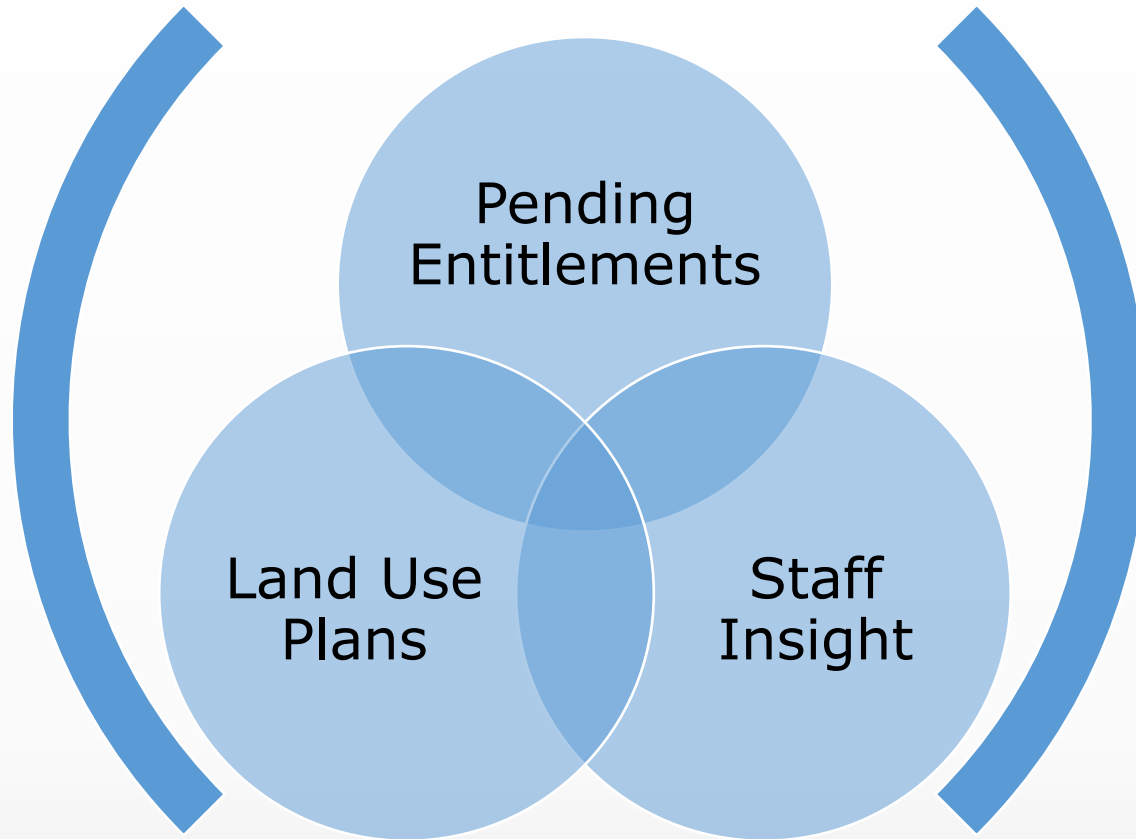 Pending
Entitlements
Land Use
Plans
Staff
Insight